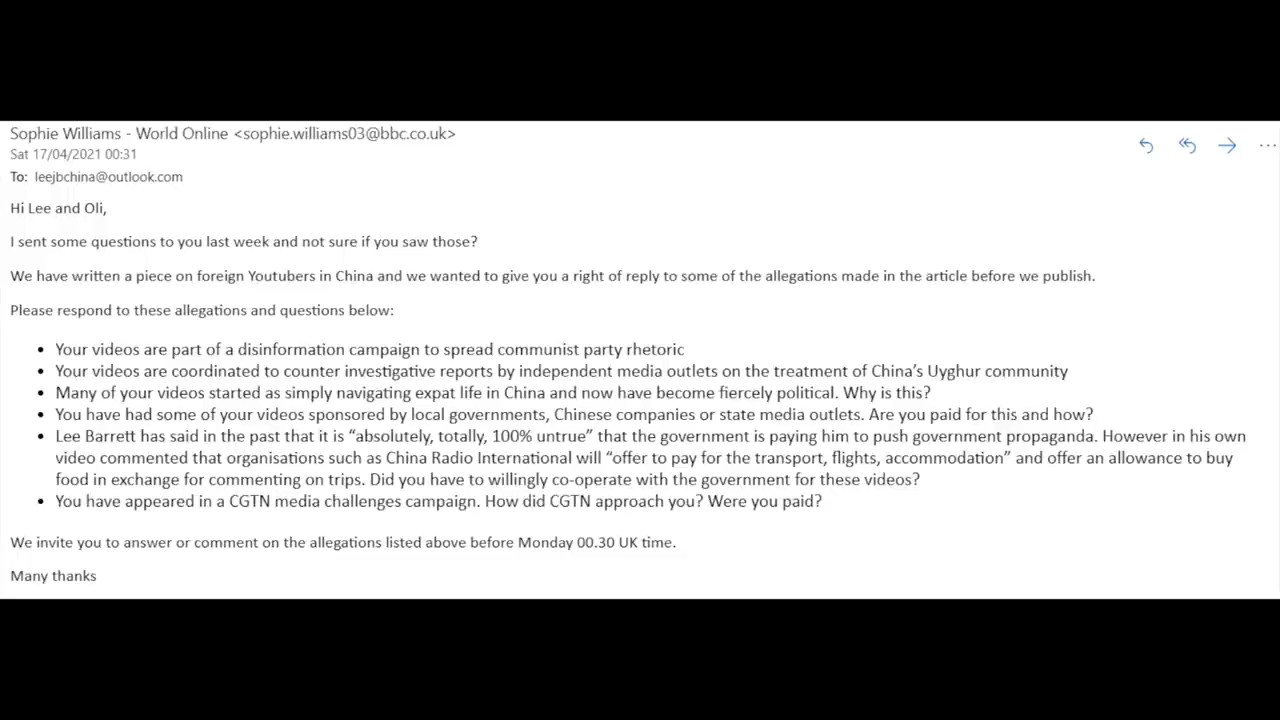 Sophie Williams - World Online <sophie.williams03@bbc.co.uk>
Sat 17/04/2021 00:31
To: leejbchina@outlook.com
Hi Lee and Oli,
I sent some questions to you last week and not sure if you saw those?
We have written a piece on foreign Youtubers in China and we wanted to give you a right of reply to some of the allegations made in the article before we publish.
Please respond to these allegations and questions below:
• Your videos are part of a disinformation campaign to spread communist party rhetoric
• Your videos are coordinated to counter investigative reports by independent media outlets on the treatment of China's Uyghur community
• Many of your videos started as simply navigating expat life in China and now have become fiercely political. Why is this?
• You have had some of your videos sponsored by local governments, Chinese companies or state media outlets. Are you paid for this and how?
• Lee Barrett has said in the past that it is “absolutely, totally, 100% untrue” that the government is paying him to push government propaganda. However in his own
video commented that organisations such as China Radio International will “offer to pay for the transport, flights, accommodation” and offer an allowance to buy
food in exchange for commenting on trips. Did you have to willingly co-operate with the government for these videos?
• You have appeared in a CGTN media challenges campaign. How did CGTN approach you? Were you paid?
We invite you to answer or comment on the allegations listed above before Monday 00.30 UK time.
Many thanks